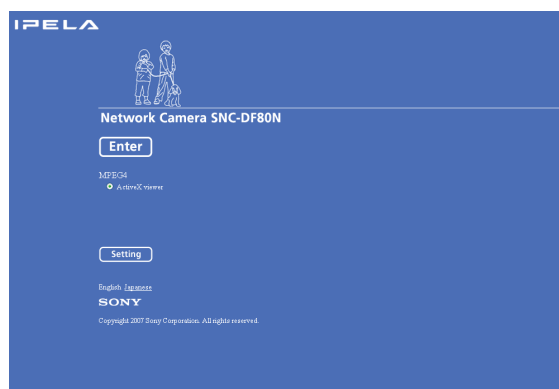 IPELA
Network Camera SNC-DF80N
Enter
MPEG4
ActiveX viewer
Setting
English Japanese
SONY
Copyright 2007 Sony Corporation. All rights reserved.